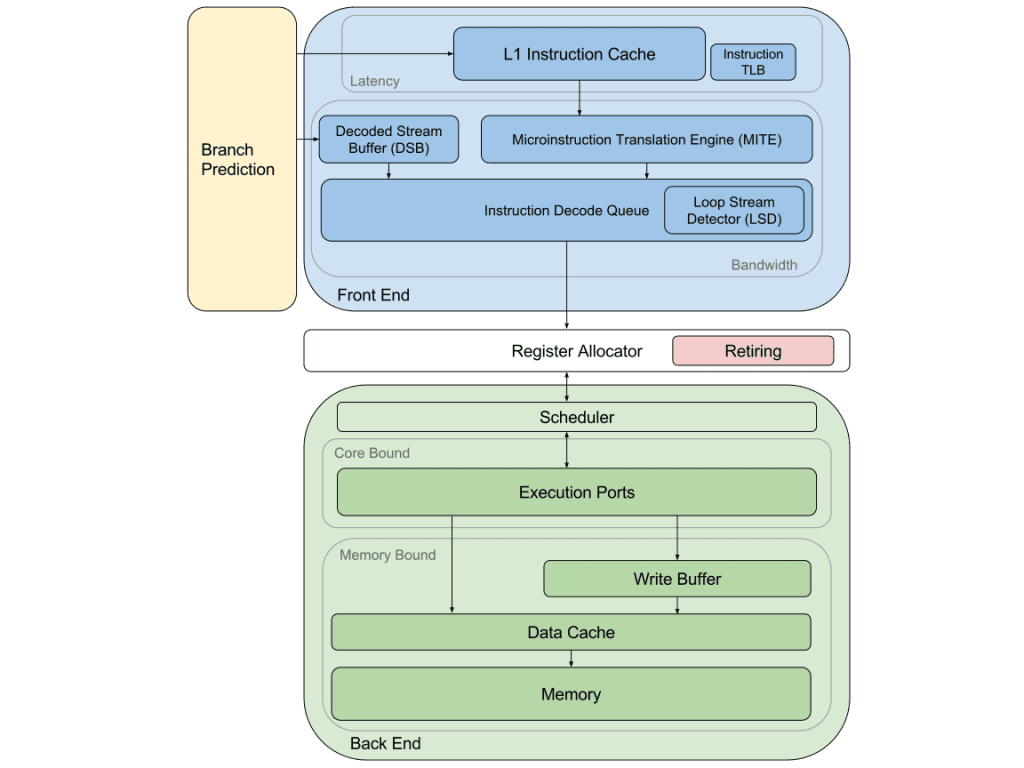 L1 Instruction Cache
Instruction
TLB
Latency
Branch
Prediction
Decoded Stream
Buffer (DSB)
Microinstruction Translation Engine (MITE)
Instruction Decode Queue
Loop Stream
Detector (LSD)
Bandwidth
Front End
Register Allocator
Retiring
Scheduler
Core Bound
Execution Ports
Memory Bound
Write Buffer
Data Cache
Memory
Back End